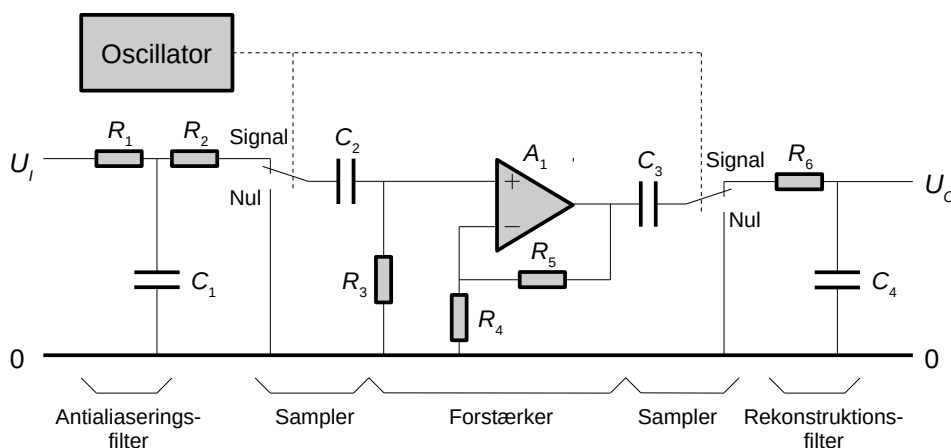 Oscillator
R1
R2
Signal
C2
A1
C3
Signal
R6
UI
Nul
+
Nul
UO
−
C1
R3
R5
C4
R4
0
0
Antialiaserings-
filter
Sampler
Forstærker
Sampler
Rekonstruktions-
filter